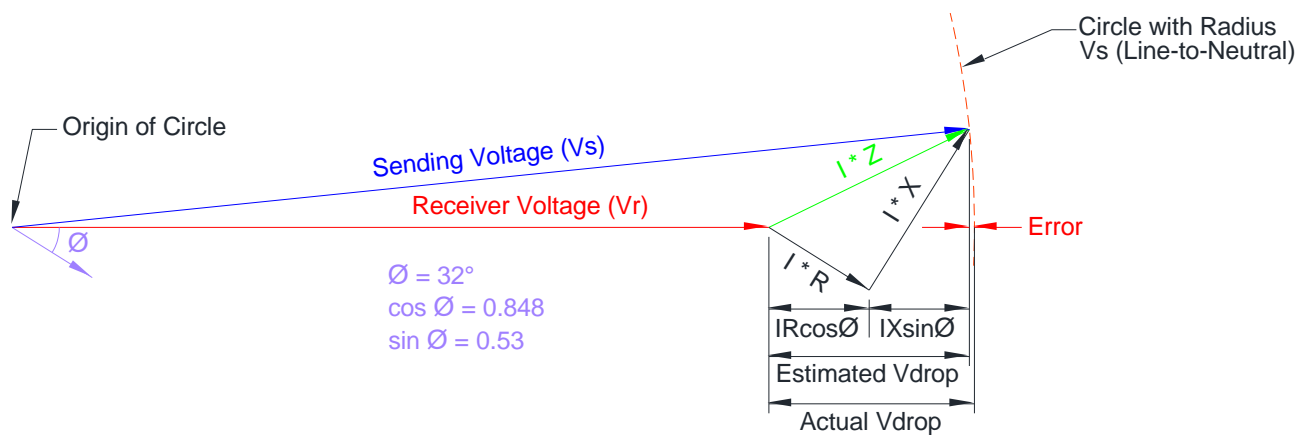 Circle with Radius
Vs (Line-to-Neutral)
Origin of Circle
Sending Voltage (Vs)
I * Z
I * X
Receiver Voltage (Vr)
Error
Ø
I * R
Ø = 32°
cos Ø = 0.848
sin Ø = 0.53
IRcosØ
IXsinØ
Estimated Vdrop
Actual Vdrop